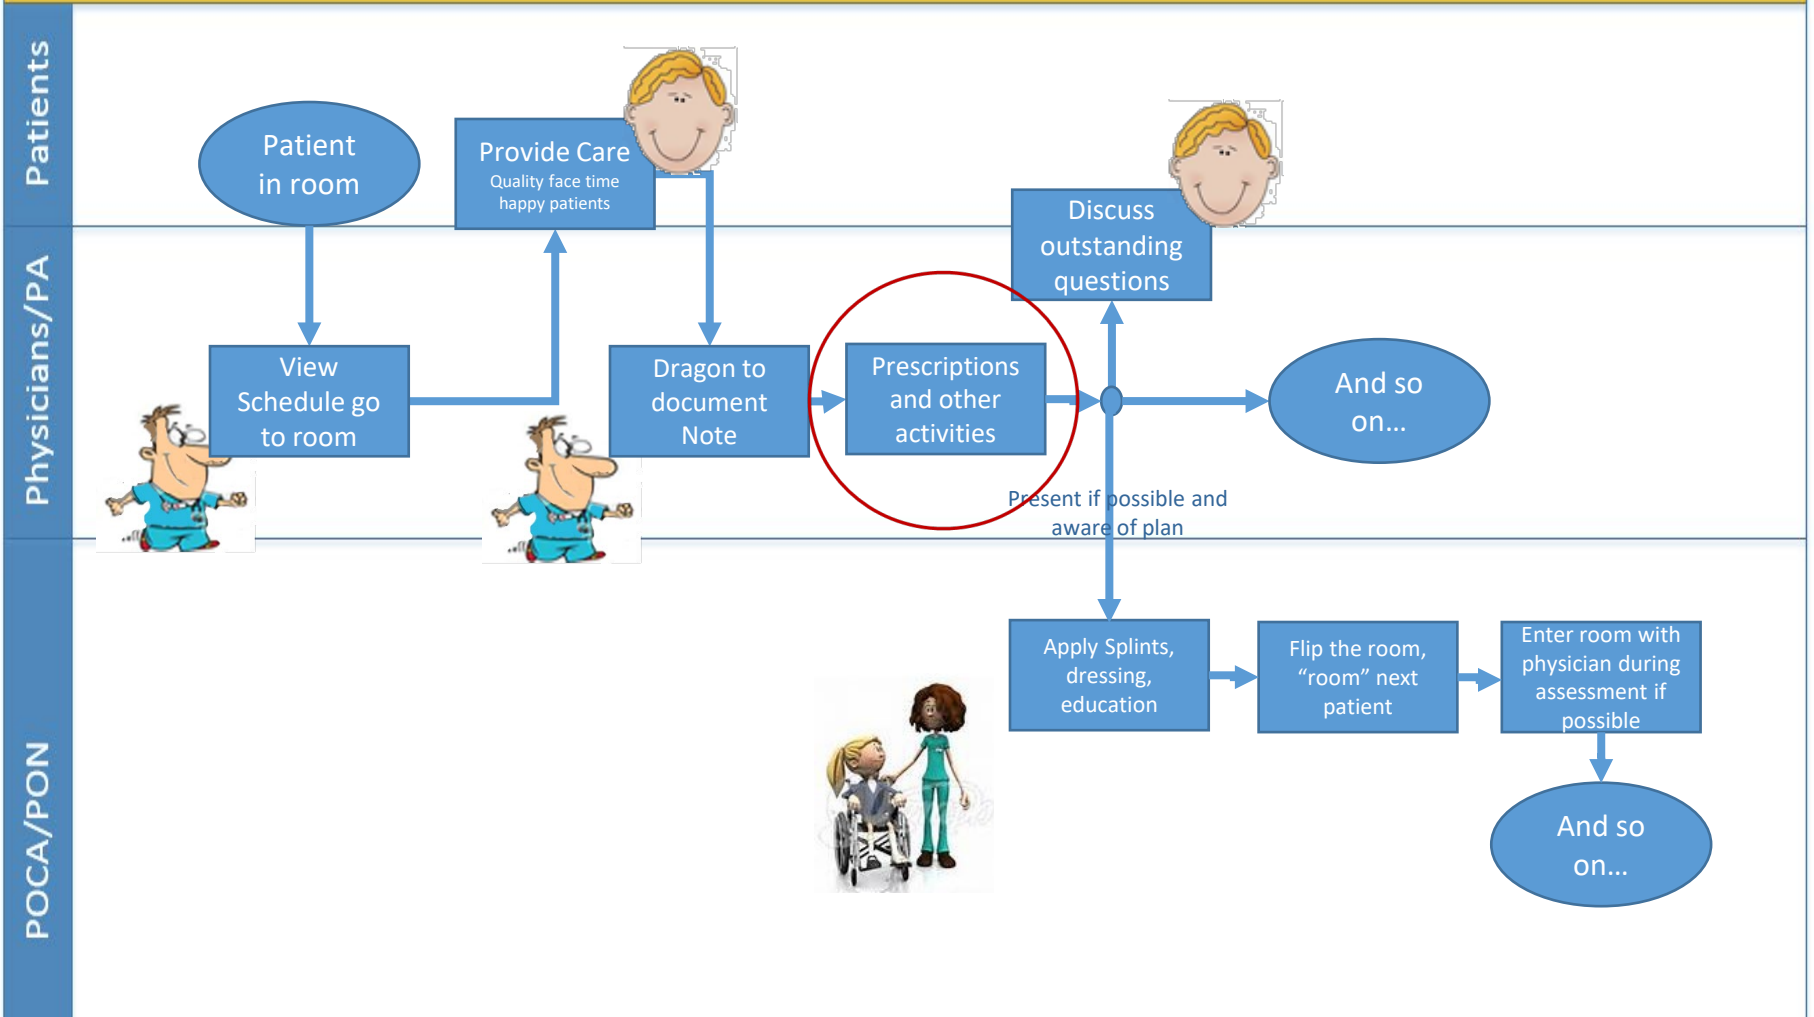 Patients
Patient
in room
Provide Care
Quality face time
happy patients
Discuss
outstanding
questions
Physicians/PA
View
Schedule go
to room
Dragon to
document
Note
Prescriptions
and other
activities
And so
on...
Present if possible and
aware of plan
POCA/PON
Apply Splints,
dressing,
education
Flip the room,
“room” next
patient
Enter room with
physician during
assessment if
possible
And so
on...